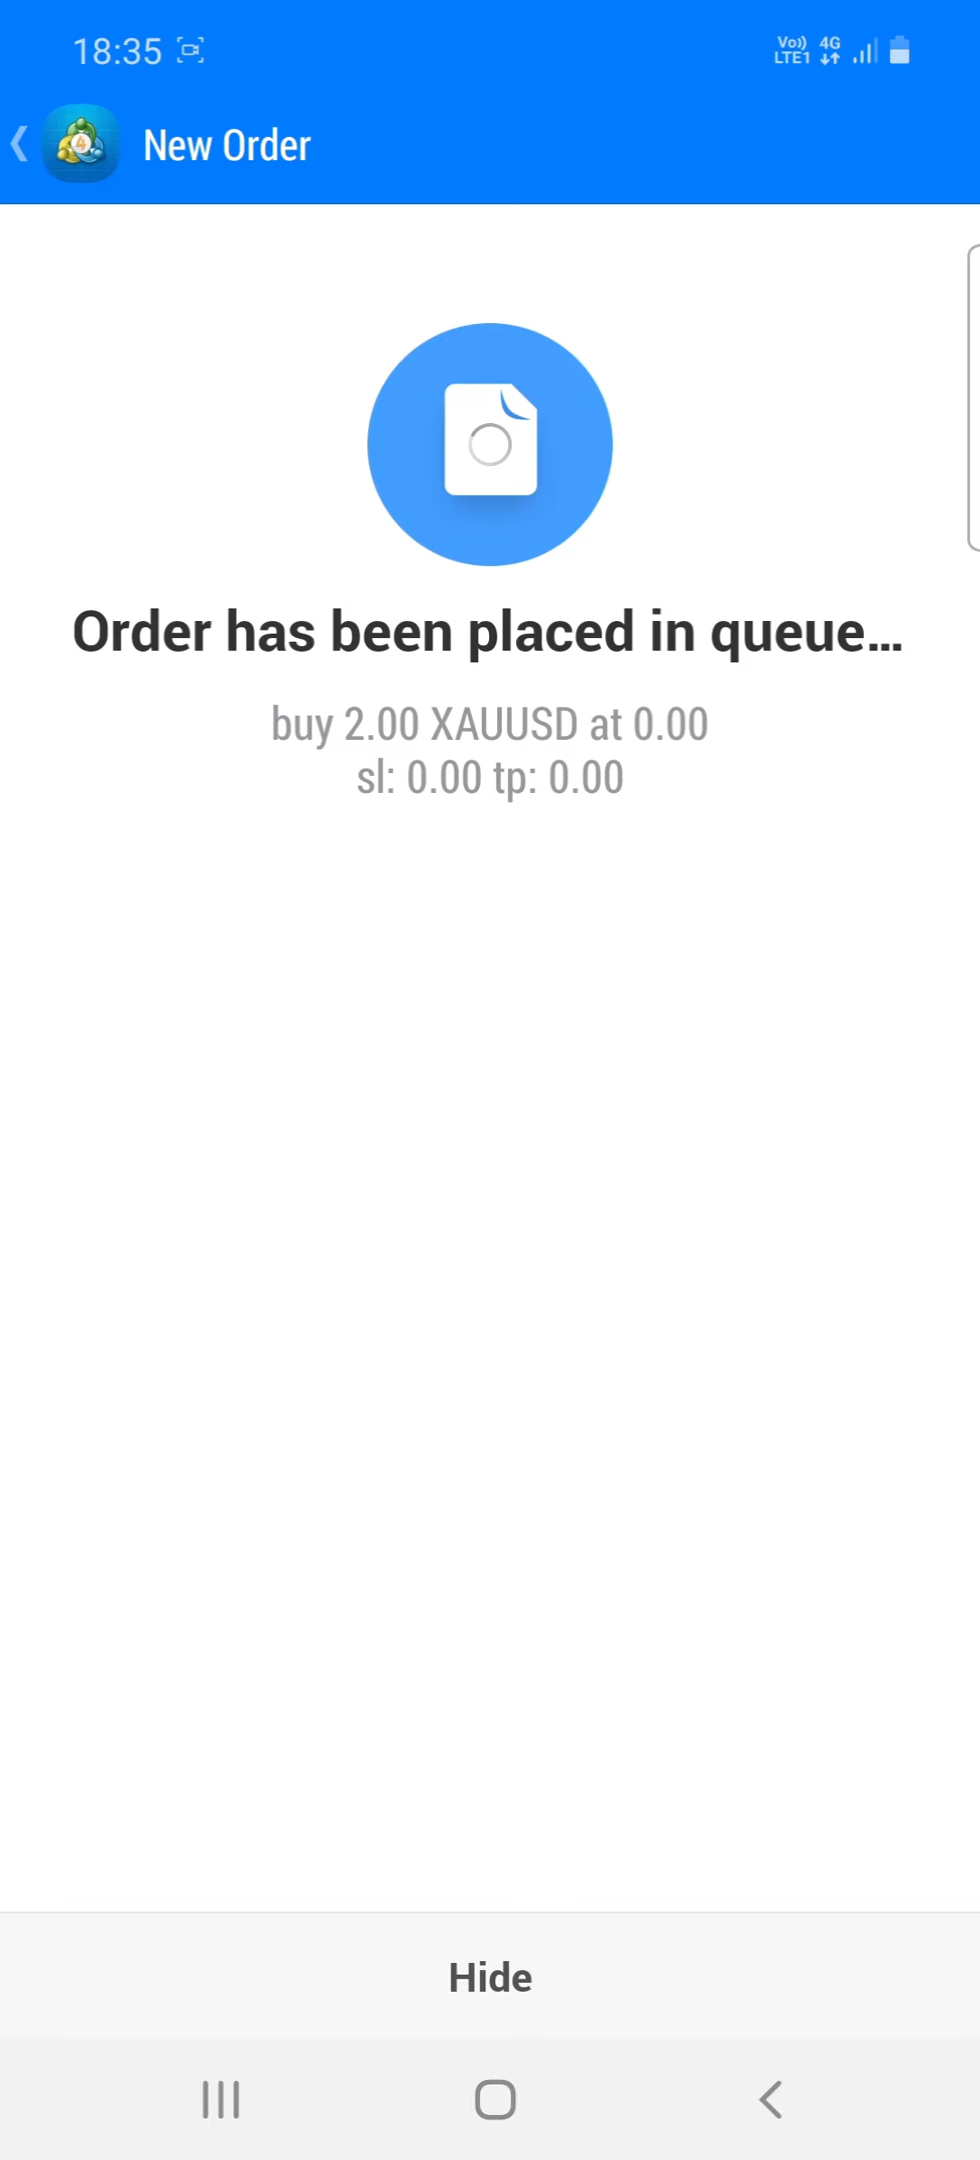 18:35
Vo)) 4G
LTE1
4
New Order
Order has been placed in queue...
buy 2.00 XAUUSD at 0.00
sl: 0.00 tp: 0.00
Hide